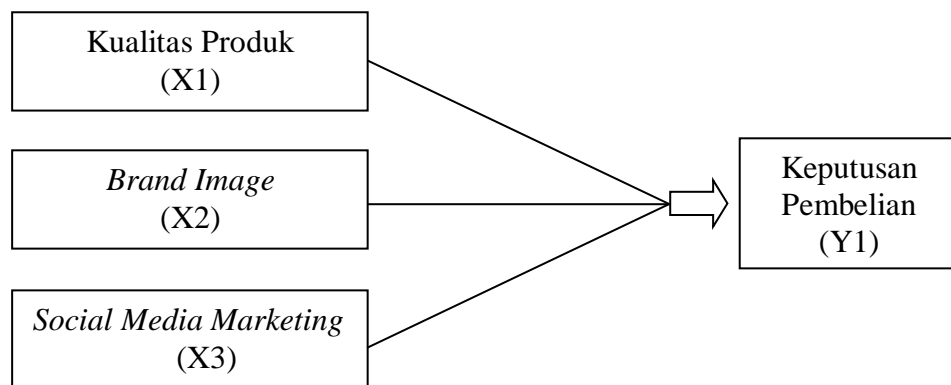 Kualitas Produk
(X1)
Brand Image
(X2)
Social Media Marketing
(X3)
Keputusan
Pembelian
(Y1)